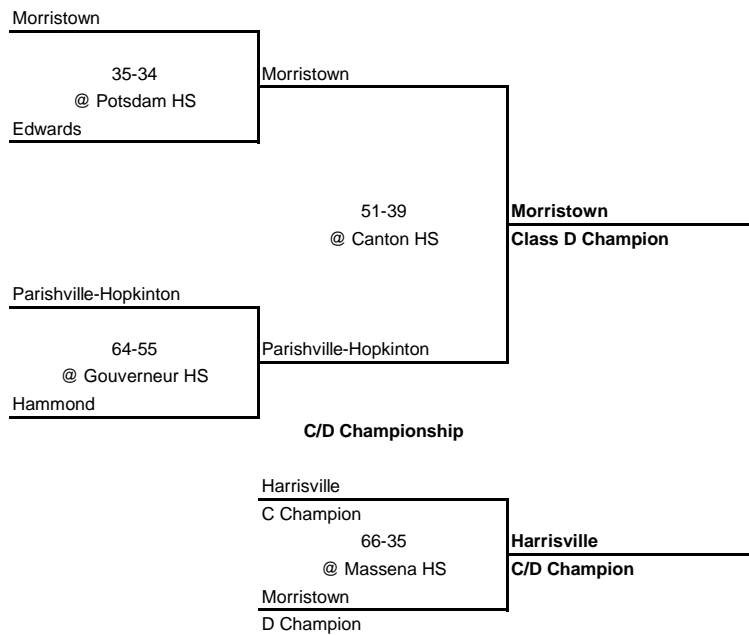 Morristown
35-34
Morristown
@ Potsdam HS
Edwards
51-39
Morristown
@ Canton HS
Class D Champion
Parishville-Hopkinton
64-55
Parishville-Hopkinton
@ Gouverneur HS
Hammond
C/D Championship
Harrisville
C Champion
66-35
Harrisville
@ Massena HS
C/D Champion
Morristown
D Champion